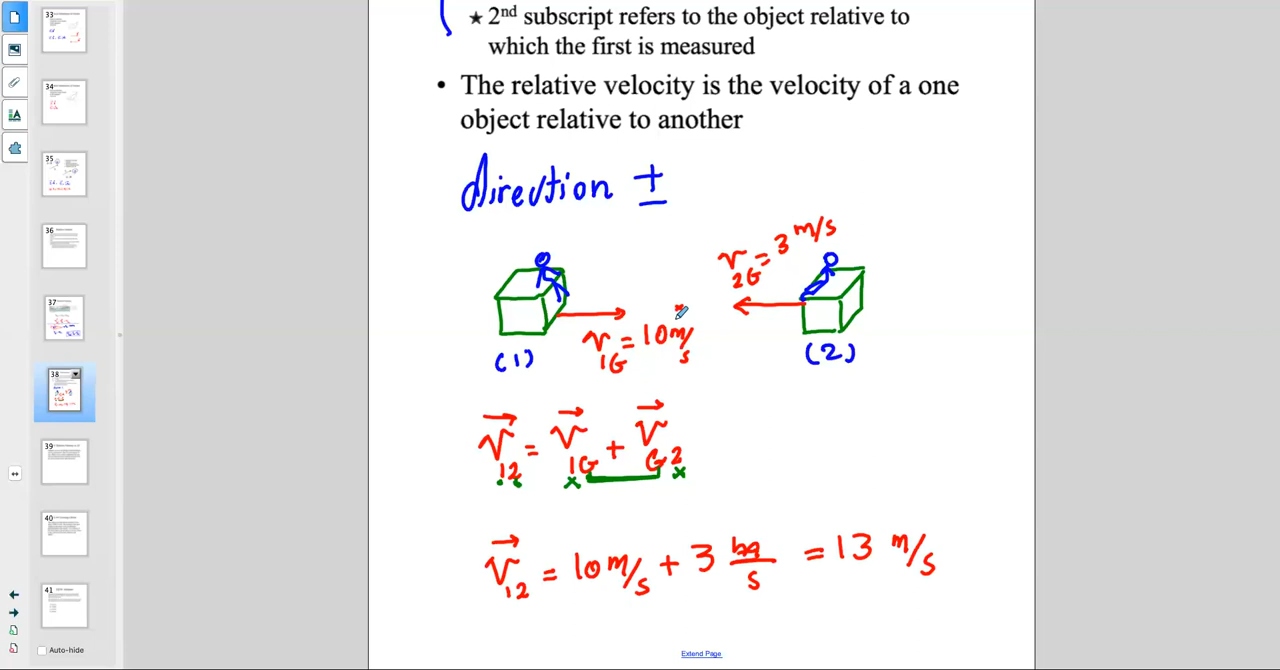 ★ 2nd subscript refers to the object relative to
which the first is measured
• The relative velocity is the velocity of a one
object relative to another
direction ±
v2G = 3 m/s
v1G = 10 m/s
(1)
(2)
V12 = V1G + VG2
V12 = 10 m/s + 3 /s = 13 m/s
Extend Page
33
34
35
36
37
38
39
40
41
Auto-hide